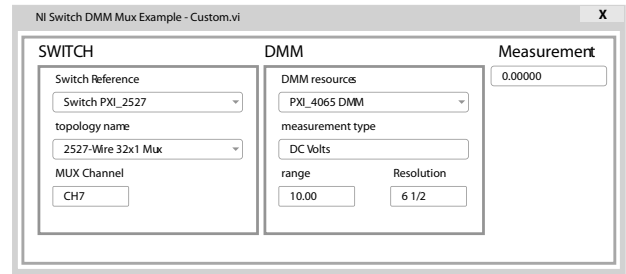 NI Switch DMM Mux Example - Custom.vi
X
SWITCH
Switch Reference
Switch PXI_2527
topology name
2527-Wire 32x1 Mux
MUX Channel
CH7
DMM
DMM resources
PXI_4065 DMM
measurement type
DC Volts
range
Resolution
10.00
6 1/2
Measurement
0.00000